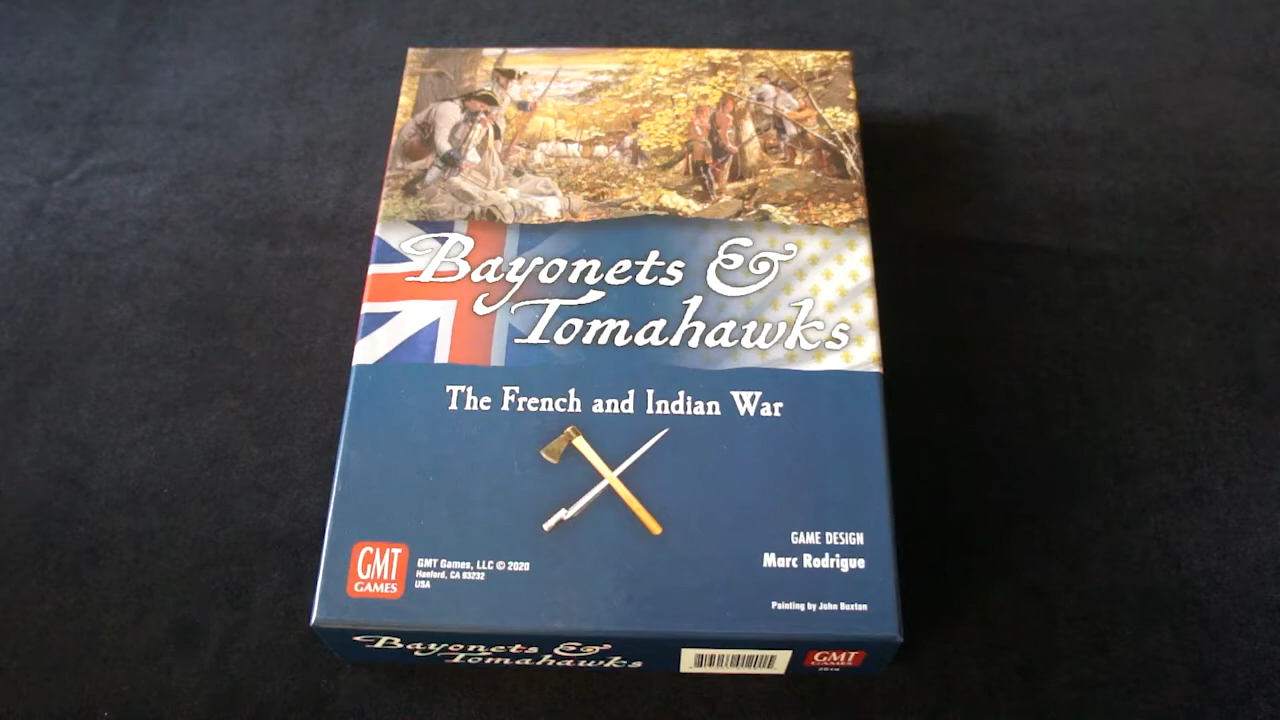 Bayonets &
Tomahawks
The French and Indian War
GAME DESIGN
Marc Rodrigue
GMT
GAMES
GMT Games, LLC © 2020
Hanford, CA 93232
USA
Painting by John Buxton
Bayonets &
Tomahawks
GMT
GAMES